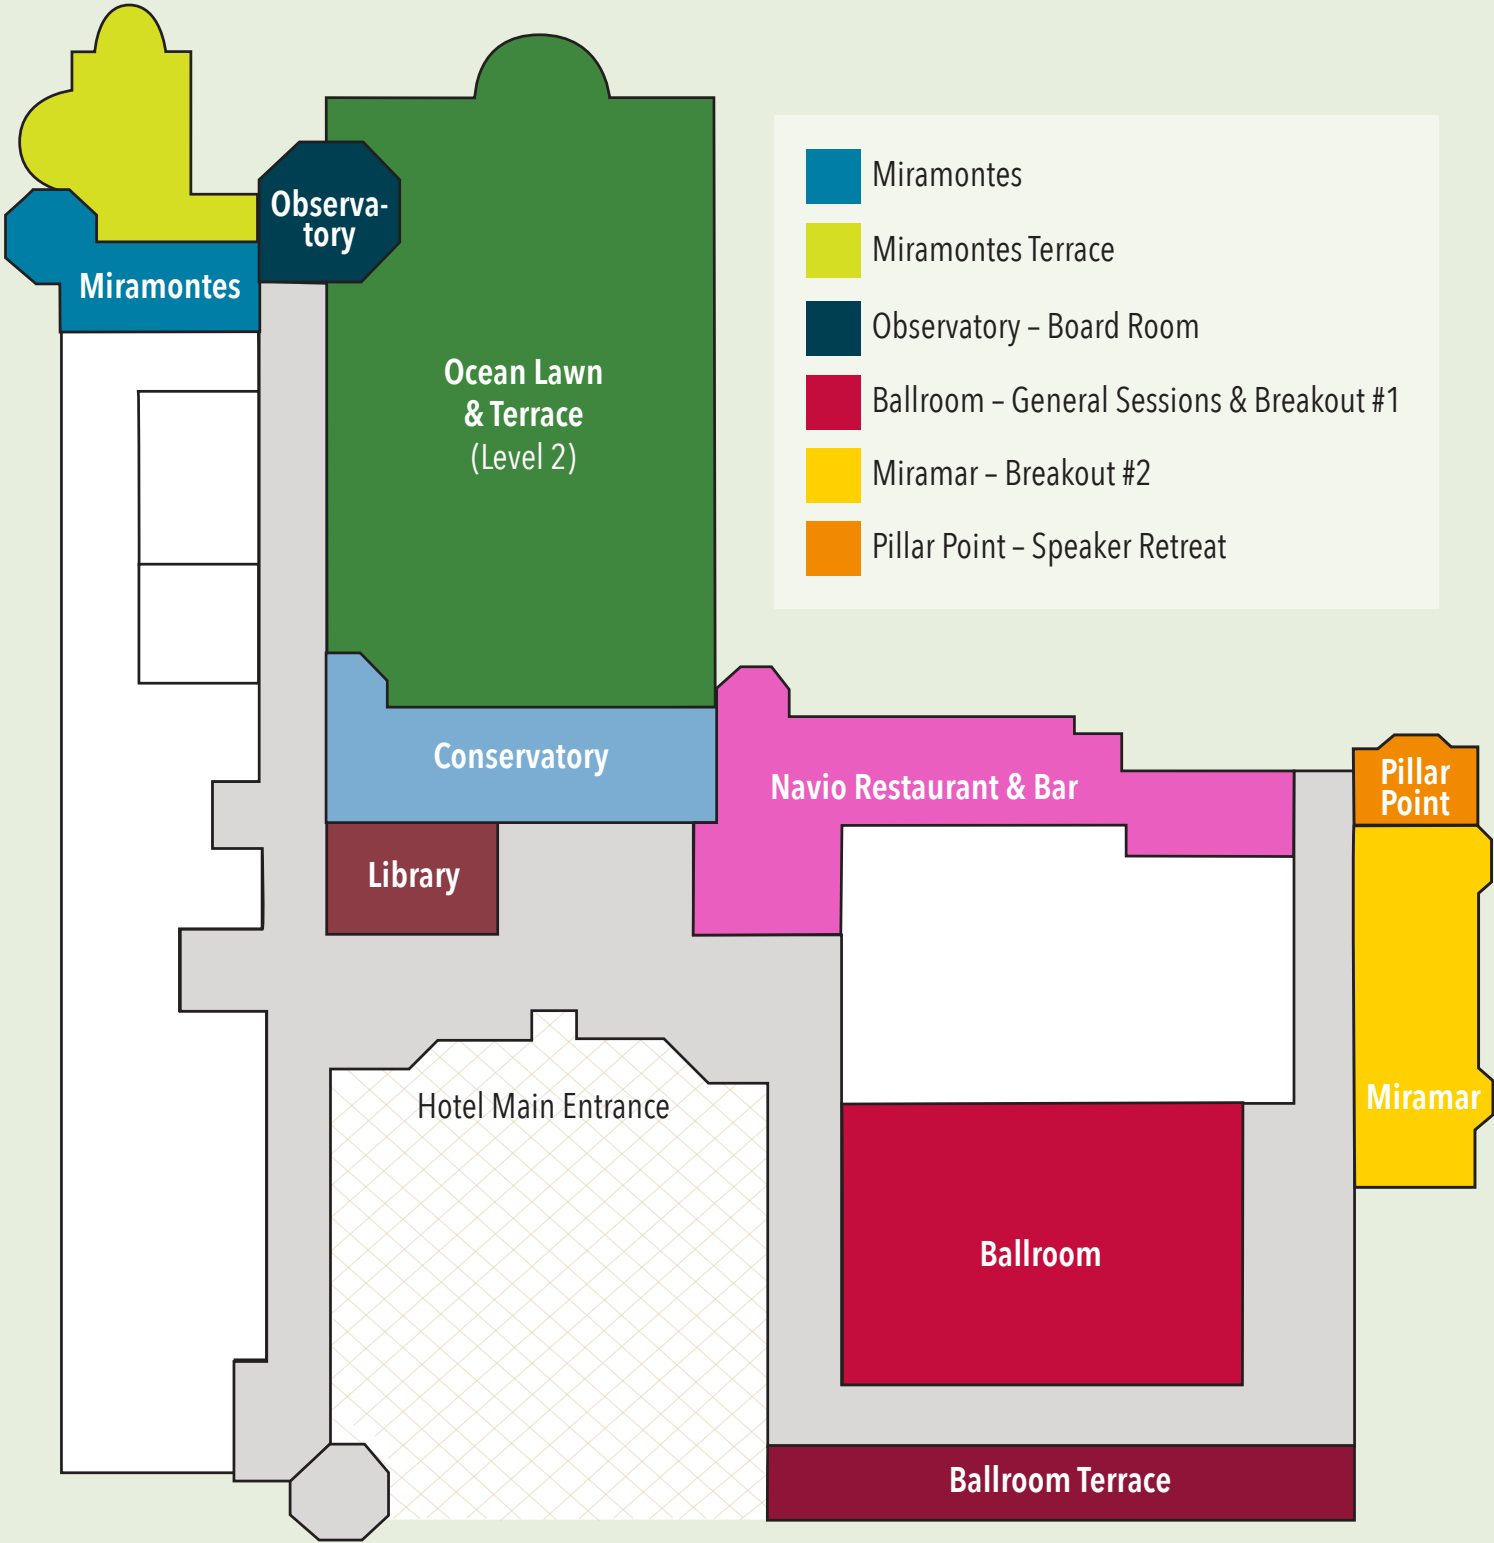 Observa-
tory
Miramontes
Ocean Lawn
& Terrace
(Level 2)
Miramontes
Miramontes Terrace
Observatory – Board Room
Ballroom – General Sessions & Breakout #1
Miramar – Breakout #2
Pillar Point – Speaker Retreat
Conservatory
Navio Restaurant & Bar
Pillar
Point
Library
Hotel Main Entrance
Miramar
Ballroom
Ballroom Terrace